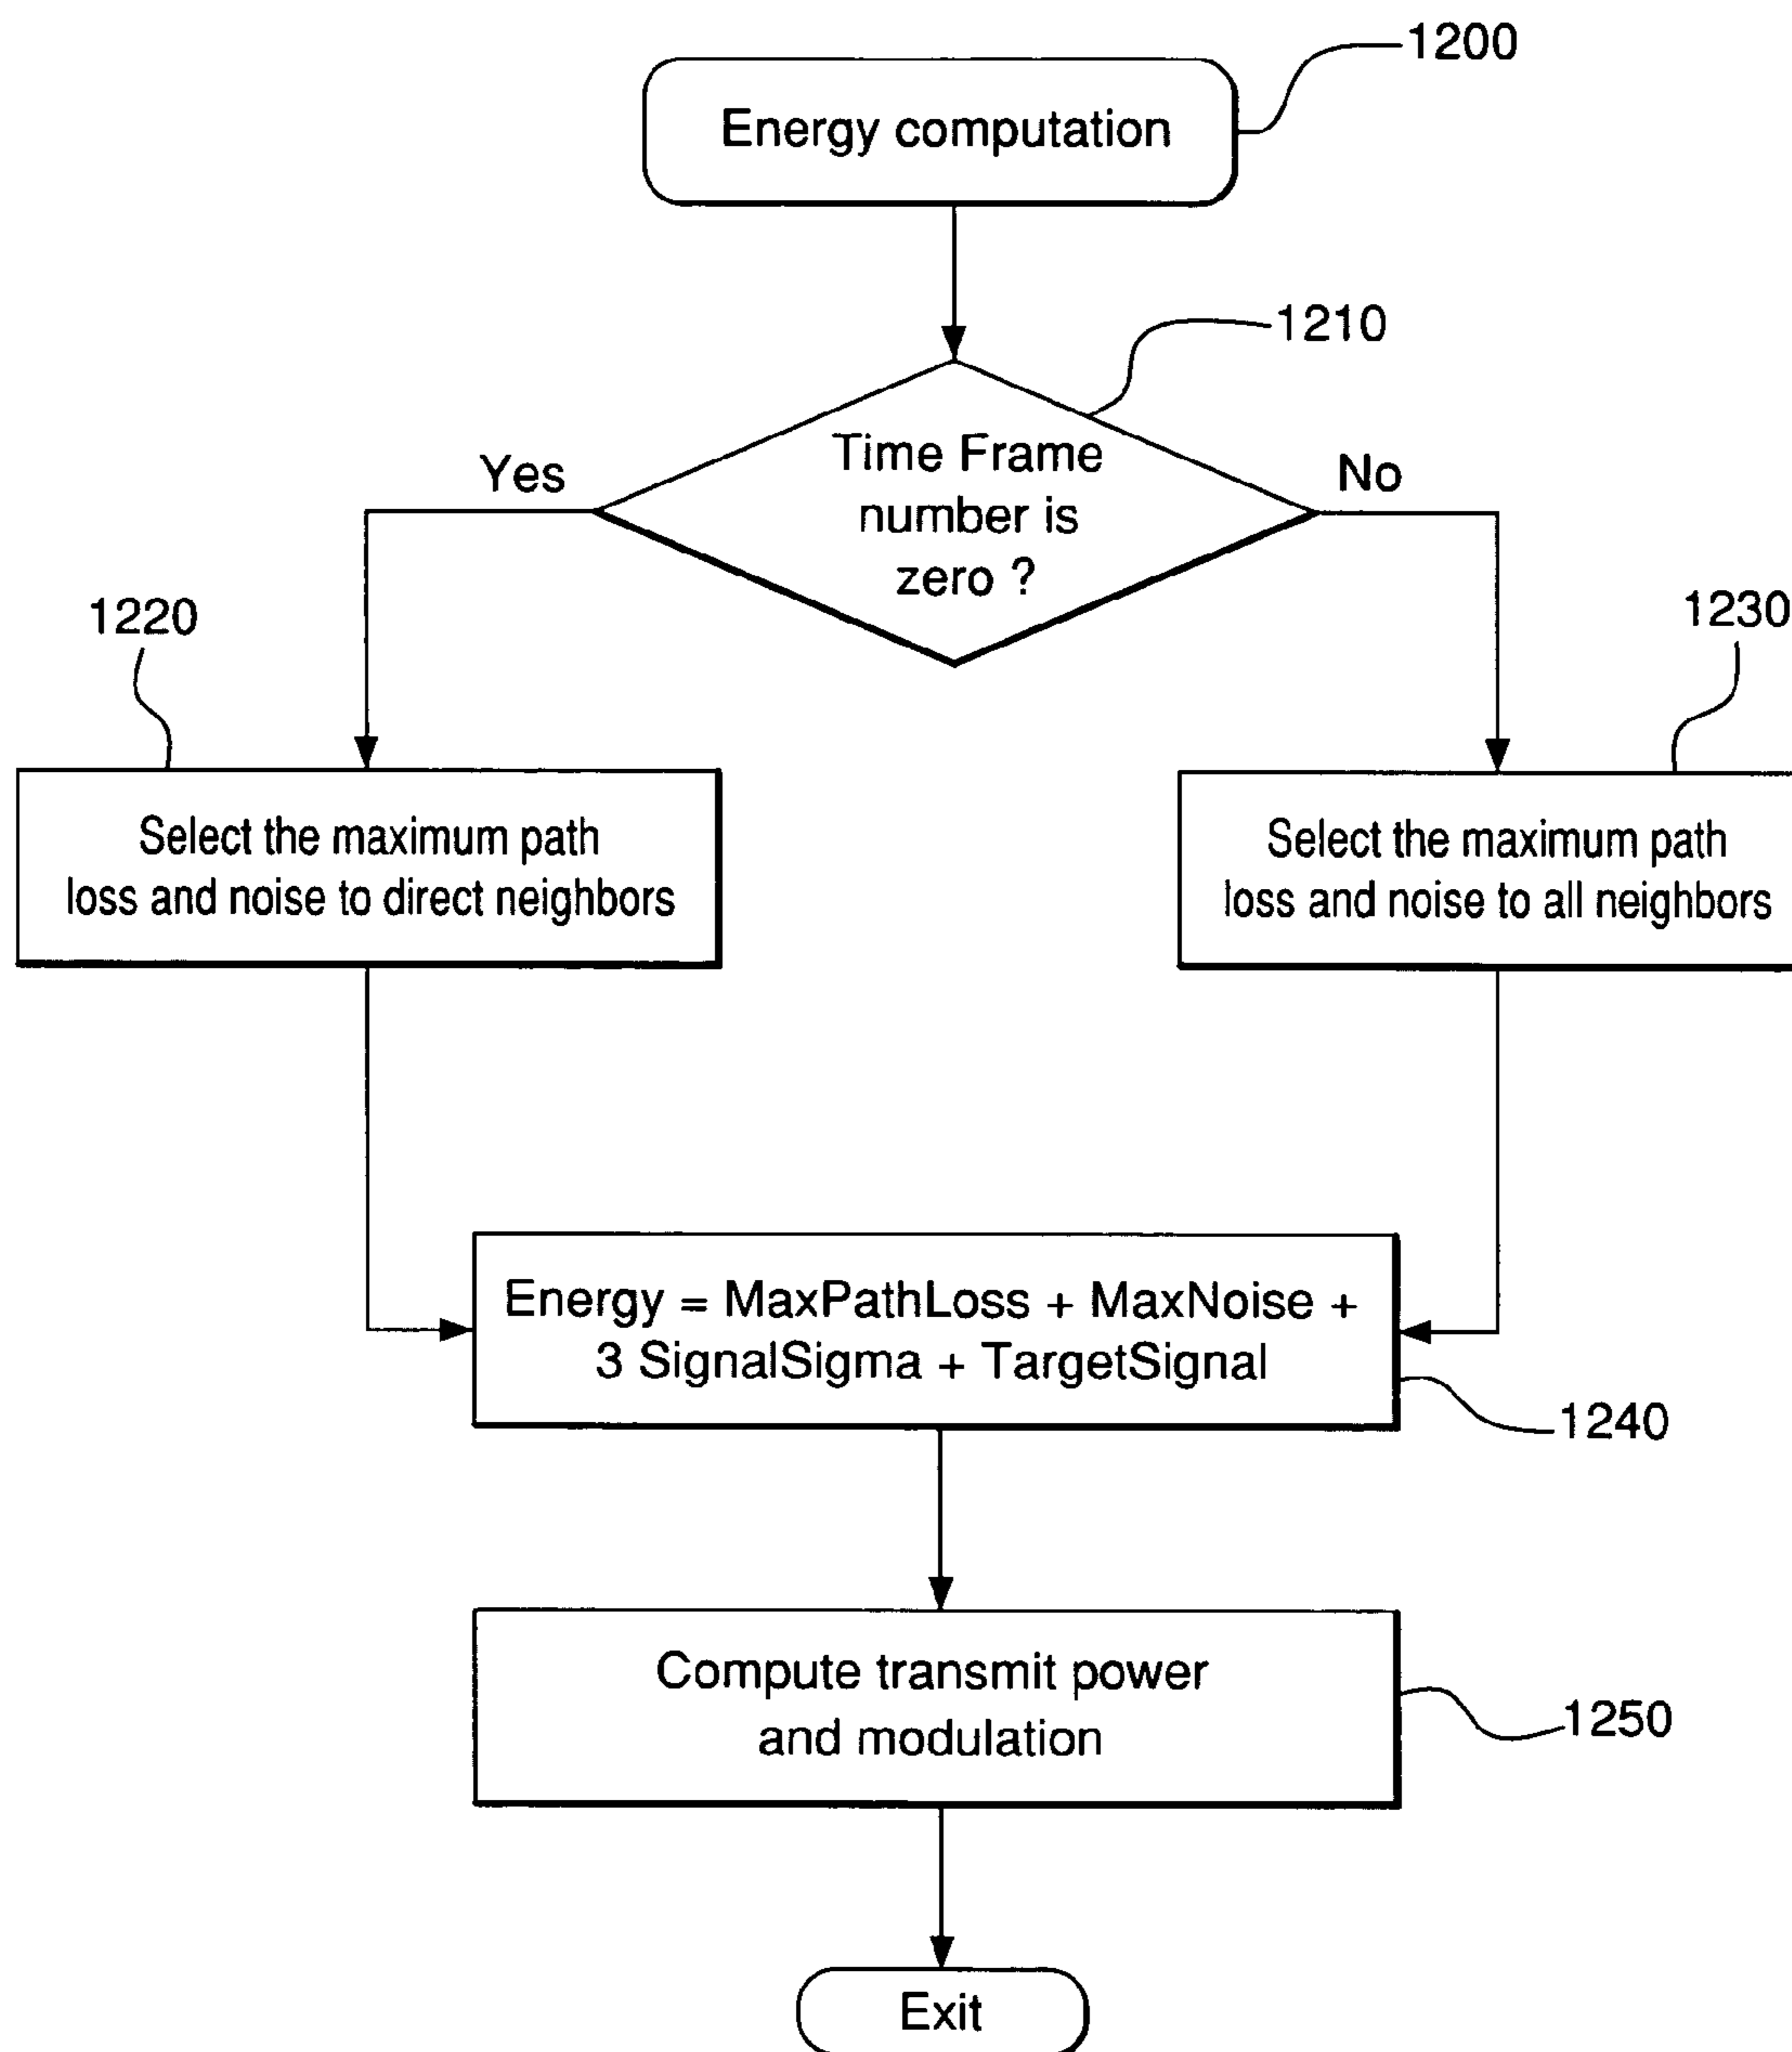 1200
Energy computation
1210
Time Frame
number is
zero ?
Yes
No
1220
1230
Select the maximum path
loss and noise to direct neighbors
Select the maximum path
loss and noise to all neighbors
Energy = MaxPathLoss + MaxNoise +
3 SignalSigma + TargetSignal
1240
Compute transmit power
and modulation
1250
Exit